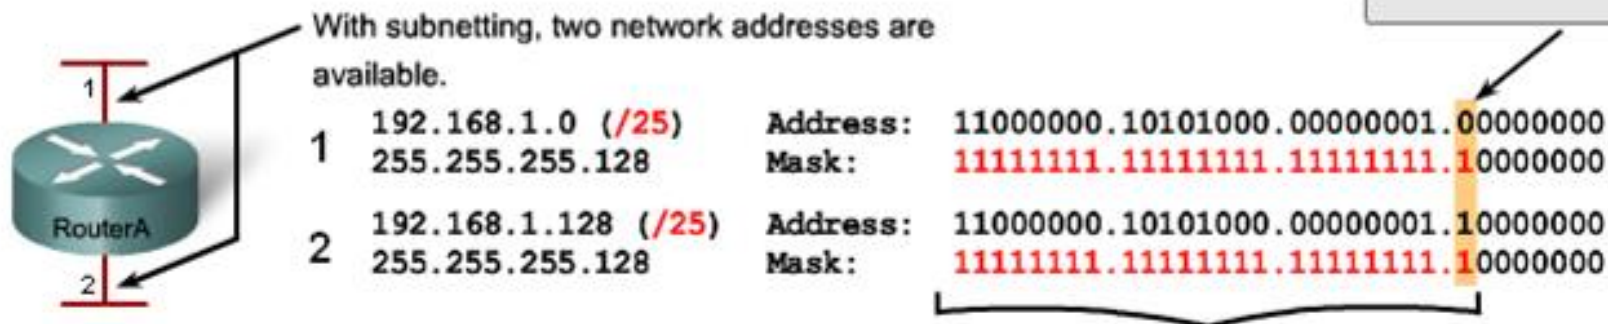 With subnetting, two network addresses are
available.
1
RouterA
2
1
192.168.1.0 (/25) Address: 11000000.10101000.00000001.00000000
255.255.255.128 Mask: 11111111.11111111.11111111.10000000
2
192.168.1.128 (/25) Address: 11000000.10101000.00000001.10000000
255.255.255.128 Mask: 11111111.11111111.11111111.10000000